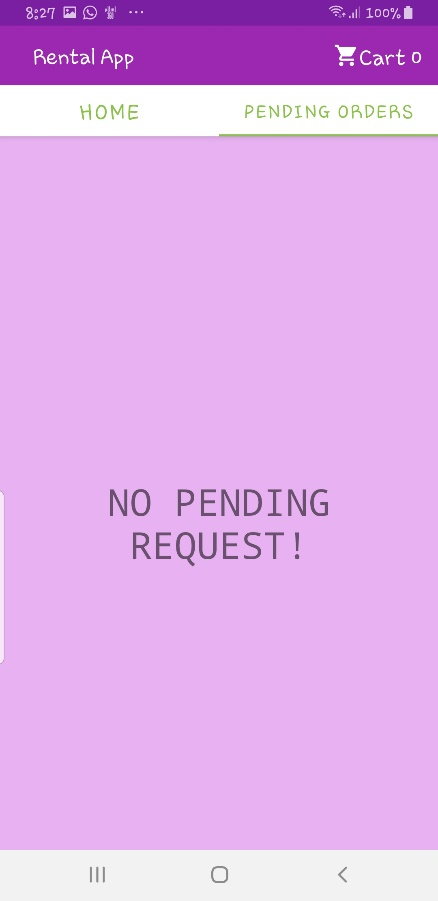 8:27 100%
Rental App Cart 0
HOME PENDING ORDERS
NO PENDING
REQUEST!